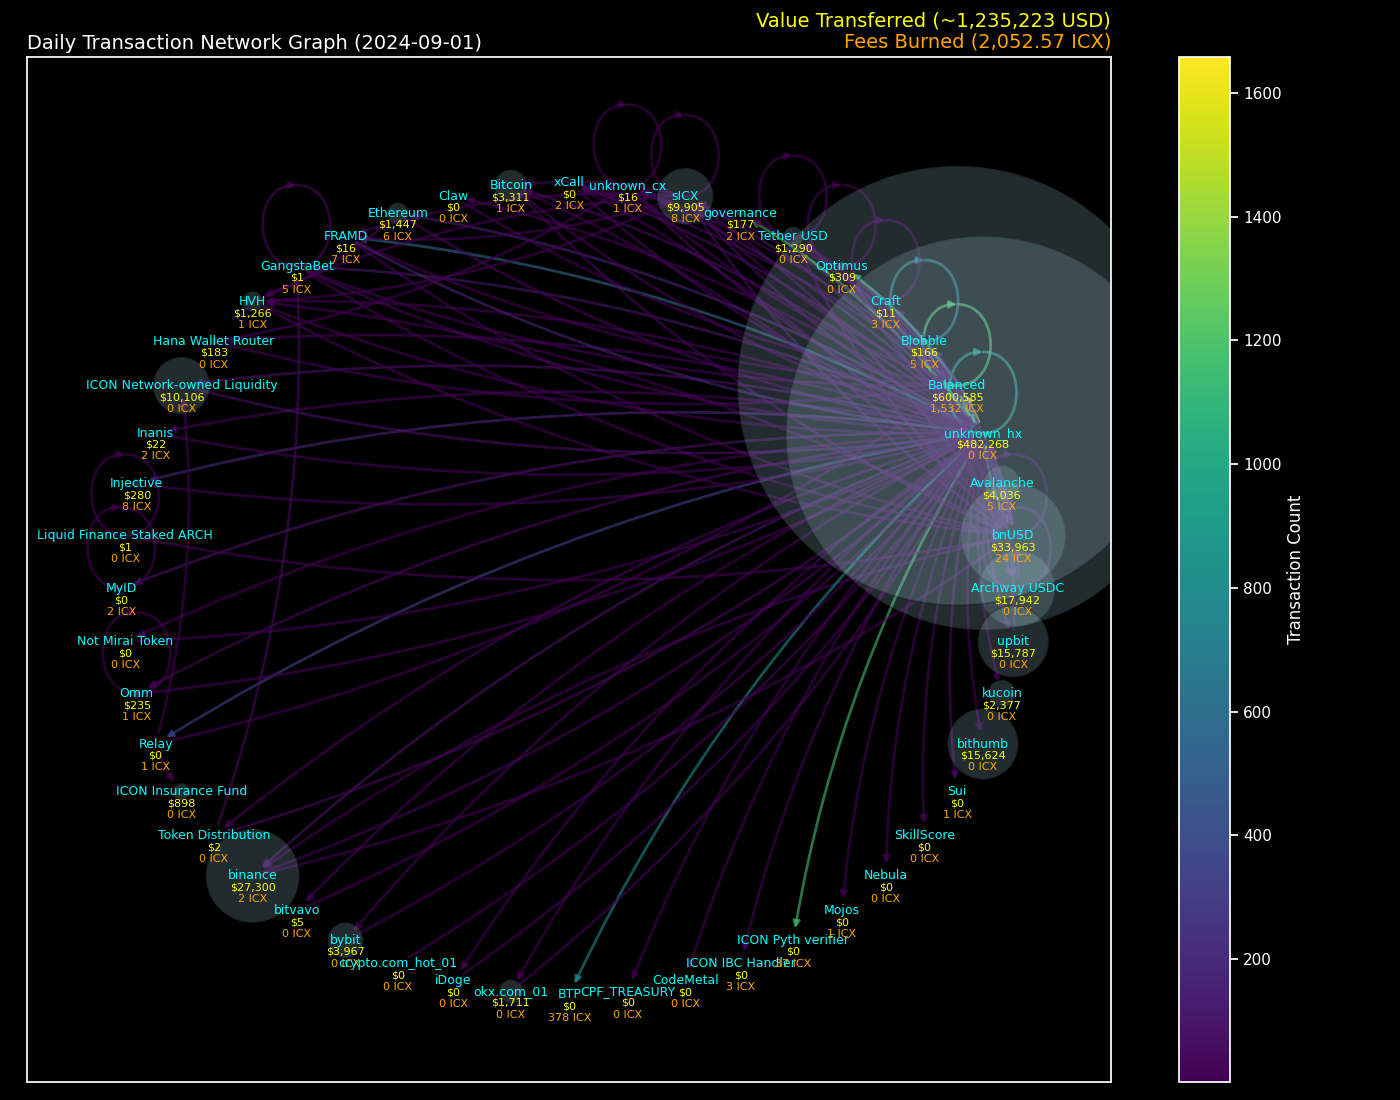 Value Transferred (~1,235,223 USD)
Daily Transaction Network Graph (2024-09-01)
Fees Burned (2,052.57 ICX)
xCall
$0
2 ICX
Bitcoin
$3,311
1 ICX
unknown_cx
$16
1 ICX
Claw
$0
0 ICX
sICX
$9,905
8 ICX
Ethereum
$1,447
6 ICX
governance
$177
2 ICX
FRAMD
$16
7 ICX
Tether USD
$1,290
0 ICX
GangstaBet
$1
5 ICX
Optimus
$309
0 ICX
HVH
$1,266
1 ICX
Craft
$11
3 ICX
Hana Wallet Router
$183
0 ICX
Blobble
$166
5 ICX
ICON Network-owned Liquidity
$10,106
0 ICX
Balanced
$600,585
1,532 ICX
Inanis
$22
2 ICX
unknown_hx
$482,268
0 ICX
Injective
$280
8 ICX
Avalanche
$4,036
5 ICX
Liquid Finance Staked ARCH
$1
0 ICX
bnUSD
$33,963
24 ICX
MyID
$0
2 ICX
Archway USDC
$17,942
0 ICX
Not Mirai Token
$0
0 ICX
upbit
$15,787
0 ICX
Omm
$235
1 ICX
kucoin
$2,377
0 ICX
Relay
$0
1 ICX
bithumb
$15,624
0 ICX
ICON Insurance Fund
$898
0 ICX
Sui
$0
1 ICX
Token Distribution
$2
0 ICX
SkillScore
$0
0 ICX
binance
$27,300
2 ICX
Nebula
$0
0 ICX
bitvavo
$5
0 ICX
Mojos
$0
1 ICX
bybit
$3,967
0 ICX
ICON Pyth verifier
$0
ICX
crypto.com_hot_01
$0
0 ICX
ICON IBC Handler
$0
3 ICX
iDoge
$0
0 ICX
CodeMetal
$0
0 ICX
okx.com_01
$1,711
0 ICX
BTP
$0
378 ICX
CPF_TREASURY
$0
0 ICX
1600
1400
1200
1000
800
600
400
200
Transaction Count